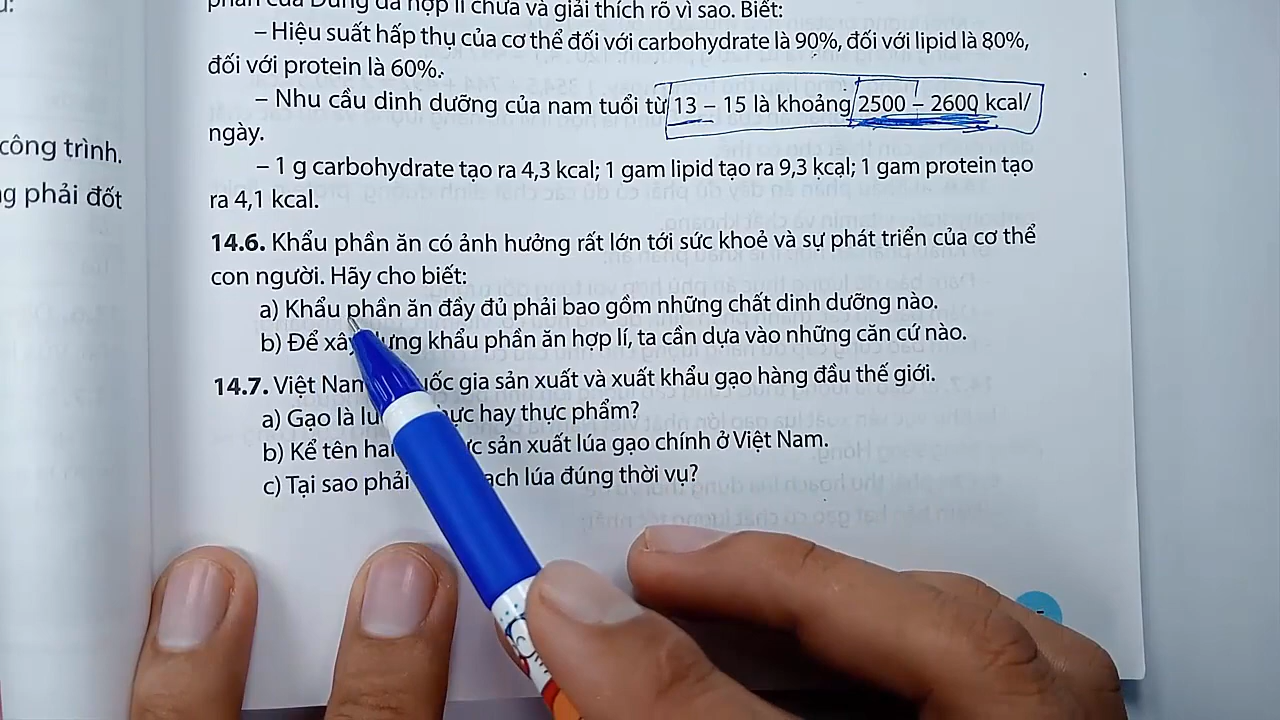 phần của Dũng đã hợp lí chưa và giải thích rõ vì sao. Biết:
– Hiệu suất hấp thụ của cơ thể đối với carbohydrate là 90%, đối với lipid là 80%,
đối với protein là 60%.
– Nhu cầu dinh dưỡng của nam tuổi từ 13 – 15 là khoảng 2500 – 2600 kcal/
ngày.
– 1 g carbohydrate tạo ra 4,3 kcal; 1 gam lipid tạo ra 9,3 kcal; 1 gam protein tạo
ra 4,1 kcal.
công trình.
phải đốt
14.6. Khẩu phần ăn có ảnh hưởng rất lớn tới sức khoẻ và sự phát triển của cơ thể
con người. Hãy cho biết:
a) Khẩu phần ăn đầy đủ phải bao gồm những chất dinh dưỡng nào.
b) Để xây dựng khẩu phần ăn hợp lí, ta cần dựa vào những căn cứ nào.
14.7. Việt Nam quốc gia sản xuất và xuất khẩu gạo hàng đầu thế giới.
a) Gạo là hay thực phẩm?
b) Kể tên hai sản xuất lúa gạo chính ở Việt Nam.
c) Tại sao phải lúa đúng thời vụ?